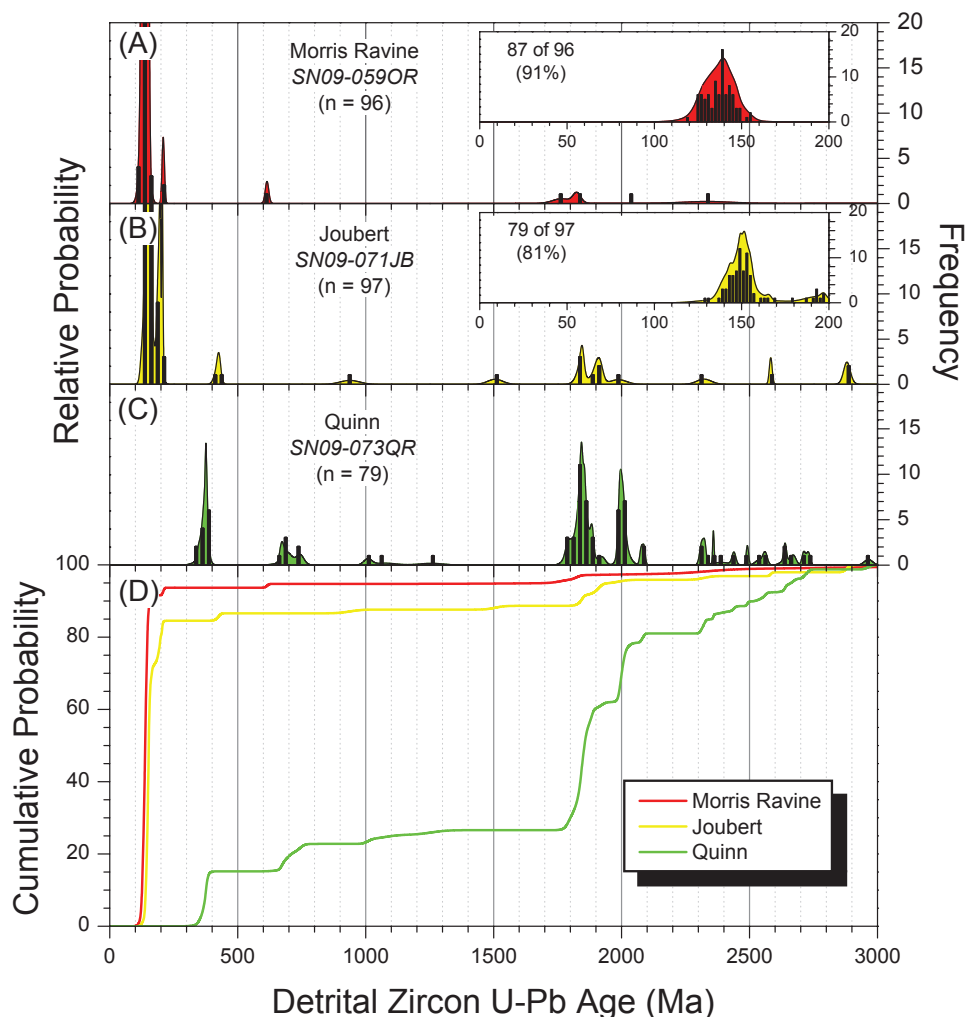 (A)
Morris Ravine
SN09-059OR
(n = 96)
87 of 96
(91%)
20
10
0
0 50 100 150 200
20
15
10
5
0
(B)
Joubert
SN09-071JB
(n = 97)
79 of 97
(81%)
20
10
0
0 50 100 150 200
20
15
10
5
0
(C)
Quinn
SN09-073QR
(n = 79)
15
10
5
0
Relative Probability
Frequency
(D)
100
80
60
40
20
0
Cumulative Probability
Morris Ravine
Joubert
Quinn
0 500 1000 1500 2000 2500 3000
Detrital Zircon U-Pb Age (Ma)